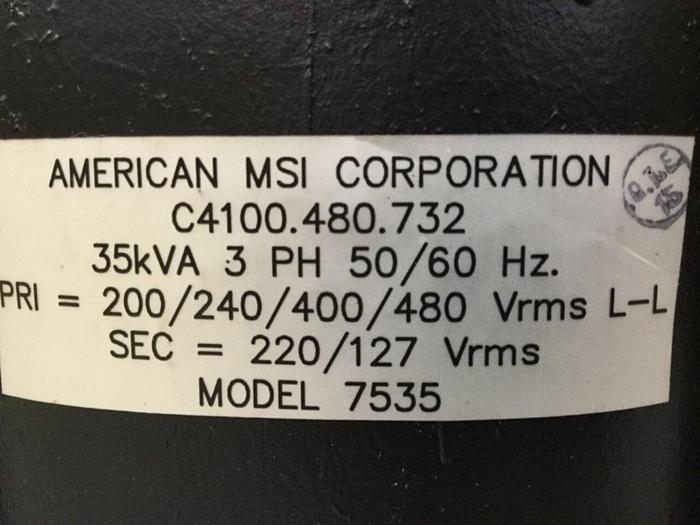 AMERICAN MSI CORPORATION
C4100.480.732
35kVA 3 PH 50/60 Hz.
PRI = 200/240/400/480 Vrms L-L
SEC = 220/127 Vrms
MODEL 7535